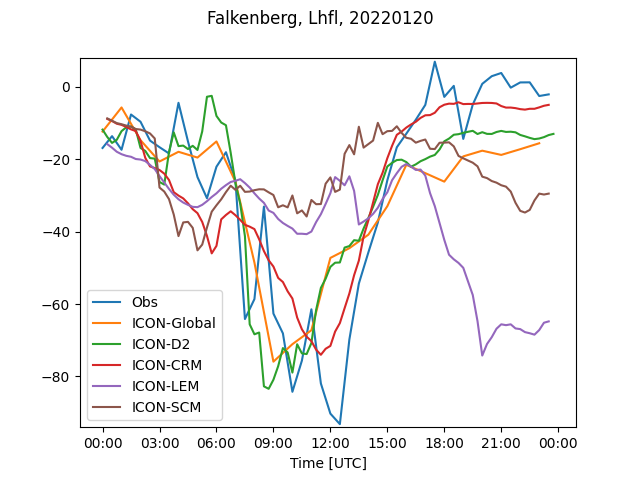 Falkenberg, Lhfl, 20220120
0
−20
−40
−60
−80
Obs
ICON-Global
ICON-D2
ICON-CRM
ICON-LEM
ICON-SCM
00:00 03:00 06:00 09:00 12:00 15:00 18:00 21:00 00:00
Time [UTC]